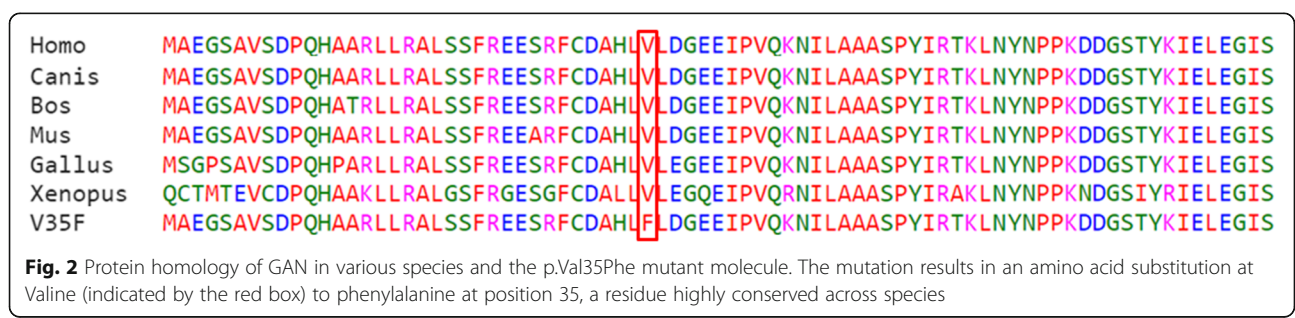 Homo MAEGSAVSDPQHAARLLRALSSFREESRFCDAHLVLDGEEIPVQKNILAAASPYIRTKLNYNPPKDDGSTYKIELEGIS
Canis MAEGSAVSDPQHAARLLRALSSFREESRFCDAHLVLDGEEIPVQKNILAAASPYIRTKLNYNPPKDDGSTYKIELEGIS
Bos MAEGSAVSDPQHATRLLRALSSFREESRFCDAHLVLDGEEIPVQKNILAAASPYIRTKLNYNPPKDDGSTYKIELEGIS
Mus MAEGSAVSDPQHAARLLRALSSFREEARFCDAHLVLDGEEIPVQKNILAAASPYIRTKLNYNPPKDDGSTYKIELEGIS
Gallus MSGPSAVSDPQHPARLLRALSSFREESRFCDAHLVLEGEEIPVQKNILAAASPYIRTKLNYNPPKDDGSTYKIELEGIS
Xenopus QCTMTEVCDPQHAAKLLRALGSFRGESGFCDALLVLEGQEIPVQRNILAAASPYIRAKLNYNPPKNDGSIYRIELEGIS
V35F MAEGSAVSDPQHAARLLRALSSFREESRFCDAHLFLDGEEIPVQKNILAAASPYIRTKLNYNPPKDDGSTYKIELEGIS
Fig. 2 Protein homology of GAN in various species and the p.Val35Phe mutant molecule. The mutation results in an amino acid substitution at
Valine (indicated by the red box) to phenylalanine at position 35, a residue highly conserved across species